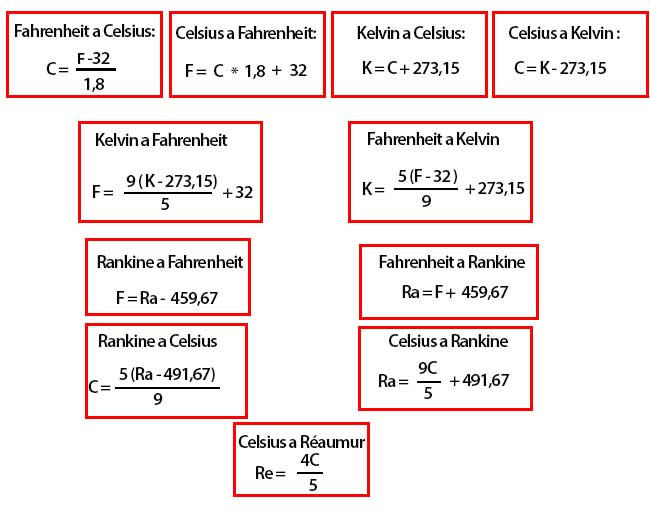 Fahrenheit a Celsius:
C = F - 32 / 1,8
Celsius a Fahrenheit:
F = C * 1,8 + 32
Kelvin a Celsius:
K = C + 273,15
Celsius a Kelvin :
C = K - 273,15
Kelvin a Fahrenheit
F = 9 ( K - 273,15) / 5 + 32
Fahrenheit a Kelvin
K = 5 ( F - 32 ) / 9 + 273,15
Rankine a Fahrenheit
F = Ra - 459,67
Fahrenheit a Rankine
Ra = F + 459,67
Rankine a Celsius
C = 5 (Ra - 491,67) / 9
Celsius a Rankine
Ra = 9C / 5 + 491,67
Celsius a Réaumur
Re = 4C / 5